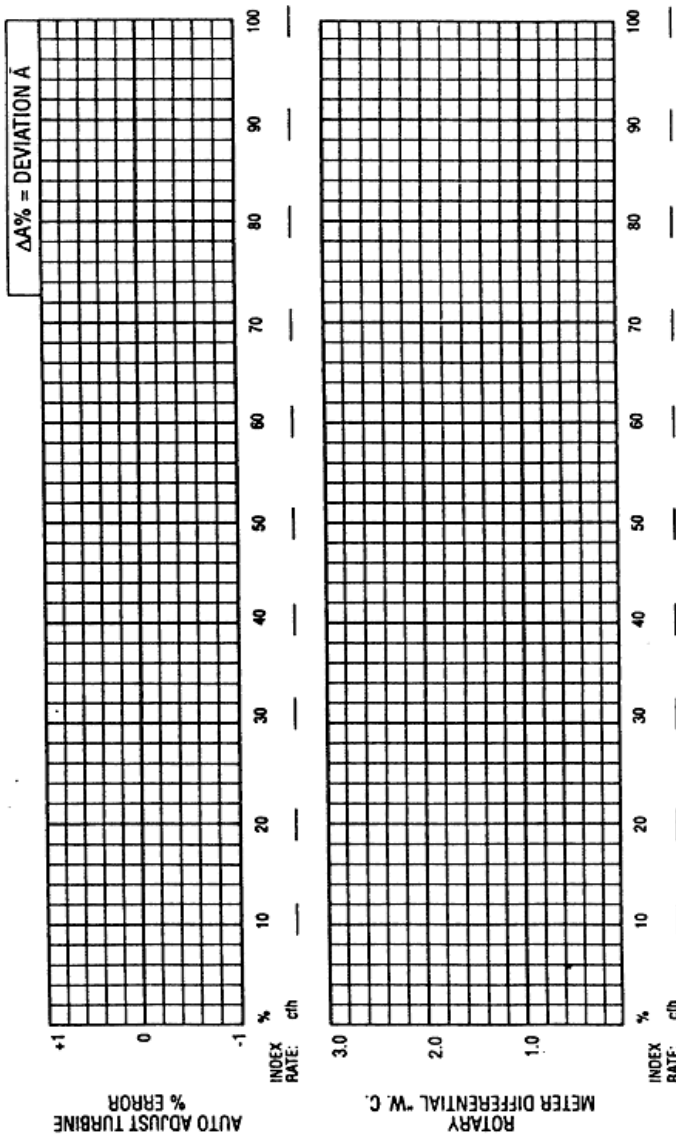 ΔA% = DEVIATION Ā
AUTO ADJUST TURBINE
% ERROR
+1
0
-1
INDEX
RATE:
% 10 20 30 40 50 60 70 80 90 100
cfh
ROTARY
METER DIFFERENTIAL "W. C.
3.0
2.0
1.0
INDEX
RATE:
% 10 20 30 40 50 60 70 80 90 100
cfh